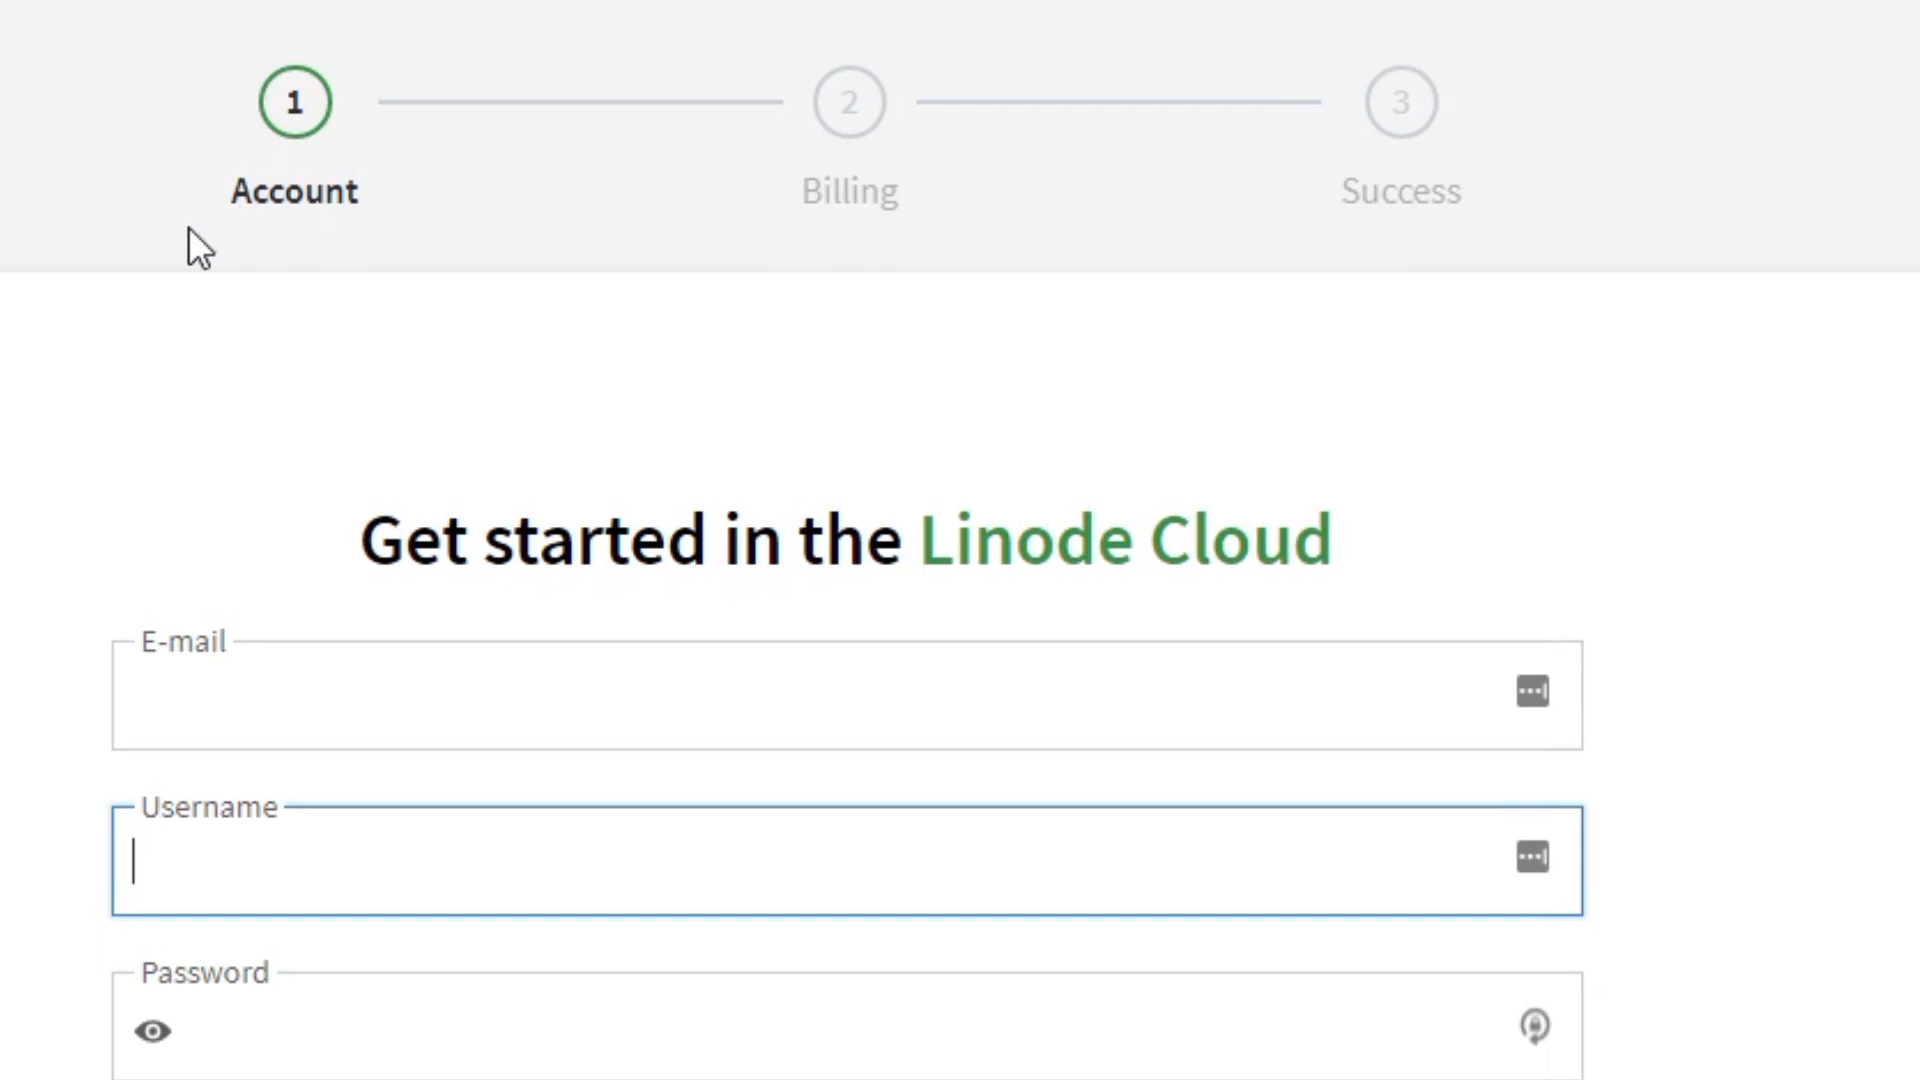 1 2 3
Account Billing Success
Get started in the Linode Cloud
E-mail
Username
Password